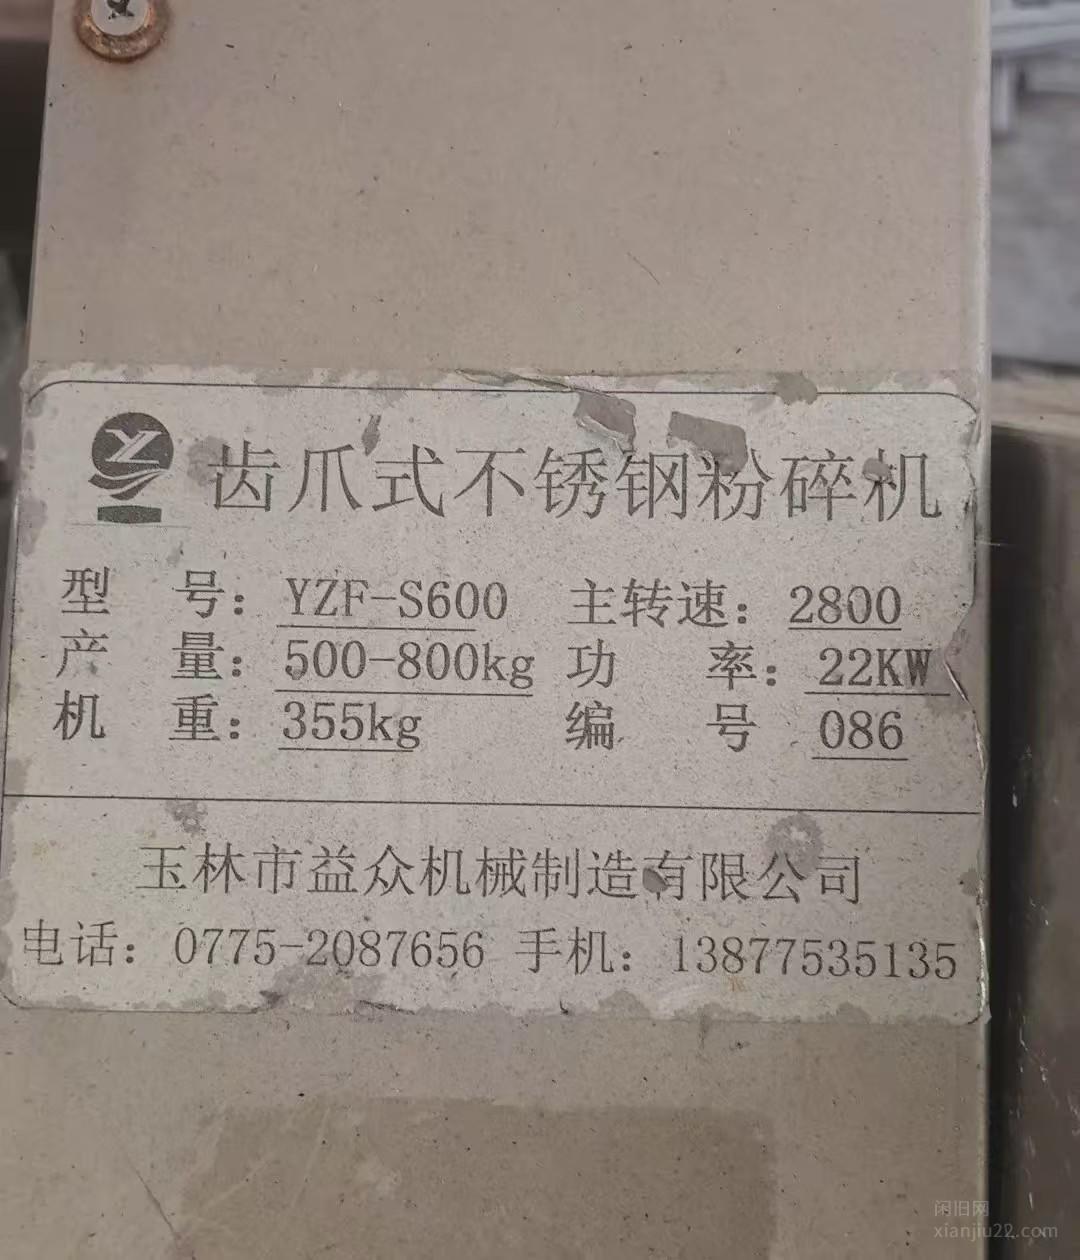 齿爪式不锈钢粉碎机
型 号：YZF-S600 主转速：2800
产 量：500-800kg 功 率：22KW
机 重：355kg 编 号 086
玉林市益众机械制造有限公司
电话：0775-2087656 手机：13877535135
闲旧网
xianjiu22.com